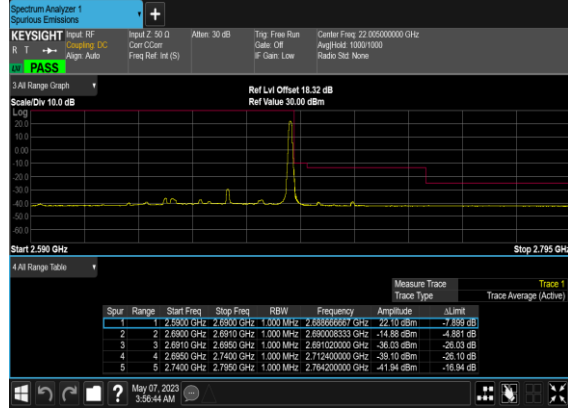 Spectrum Analyzer 1
Spurious Emissions
KEYSIGHT Input: RF Input Z: 50 Ω Atten: 30 dB Trig: Free Run Center Freq: 22.005000000 GHz
R T Coupling: DC Corr CCorr Gate: Off Avg|Hold: 1000/1000
Align: Auto Freq Ref: Int (S) IF Gain: Low Radio Std: None
LU PASS
3 All Range Graph
Ref Lvl Offset 18.32 dB
Scale/Div 10.0 dB Ref Value 30.00 dBm
Log
20.0
10.0
0.00
-10.0
-20.0
-30.0
-40.0
-50.0
-60.0
Start 2.590 GHz Stop 2.795 GHz
4 All Range Table
Measure Trace Trace 1
Trace Type Trace Average (Active)
Spur Range Start Freq Stop Freq RBW Frequency Amplitude ΔLimit
1 1 2.5900 GHz 2.6900 GHz 1.000 MHz 2.688666667 GHz 22.10 dBm -7.899 dB
2 2 2.6900 GHz 2.6910 GHz 1.000 MHz 2.690008333 GHz -14.88 dBm -4.881 dB
3 3 2.6910 GHz 2.6950 GHz 1.000 MHz 2.691020000 GHz -36.03 dBm -26.03 dB
4 4 2.6950 GHz 2.7400 GHz 1.000 MHz 2.712400000 GHz -39.10 dBm -26.10 dB
5 5 2.7400 GHz 2.7950 GHz 1.000 MHz 2.764200000 GHz -41.94 dBm -16.94 dB
May 07, 2023
3:56:44 AM